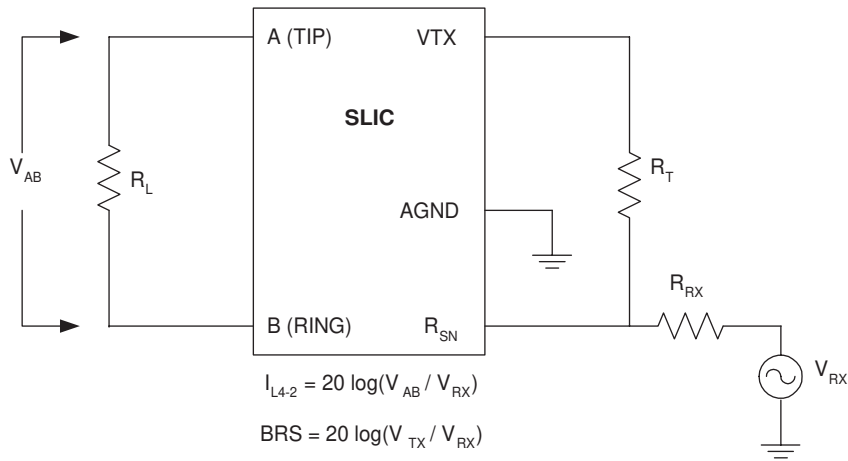 A (TIP)
VTX
SLIC
V_AB
R_L
R_T
AGND
R_RX
B (RING)
R_SN
V_RX
I_L4-2 = 20 log(V_AB / V_RX)
BRS = 20 log(V_TX / V_RX)